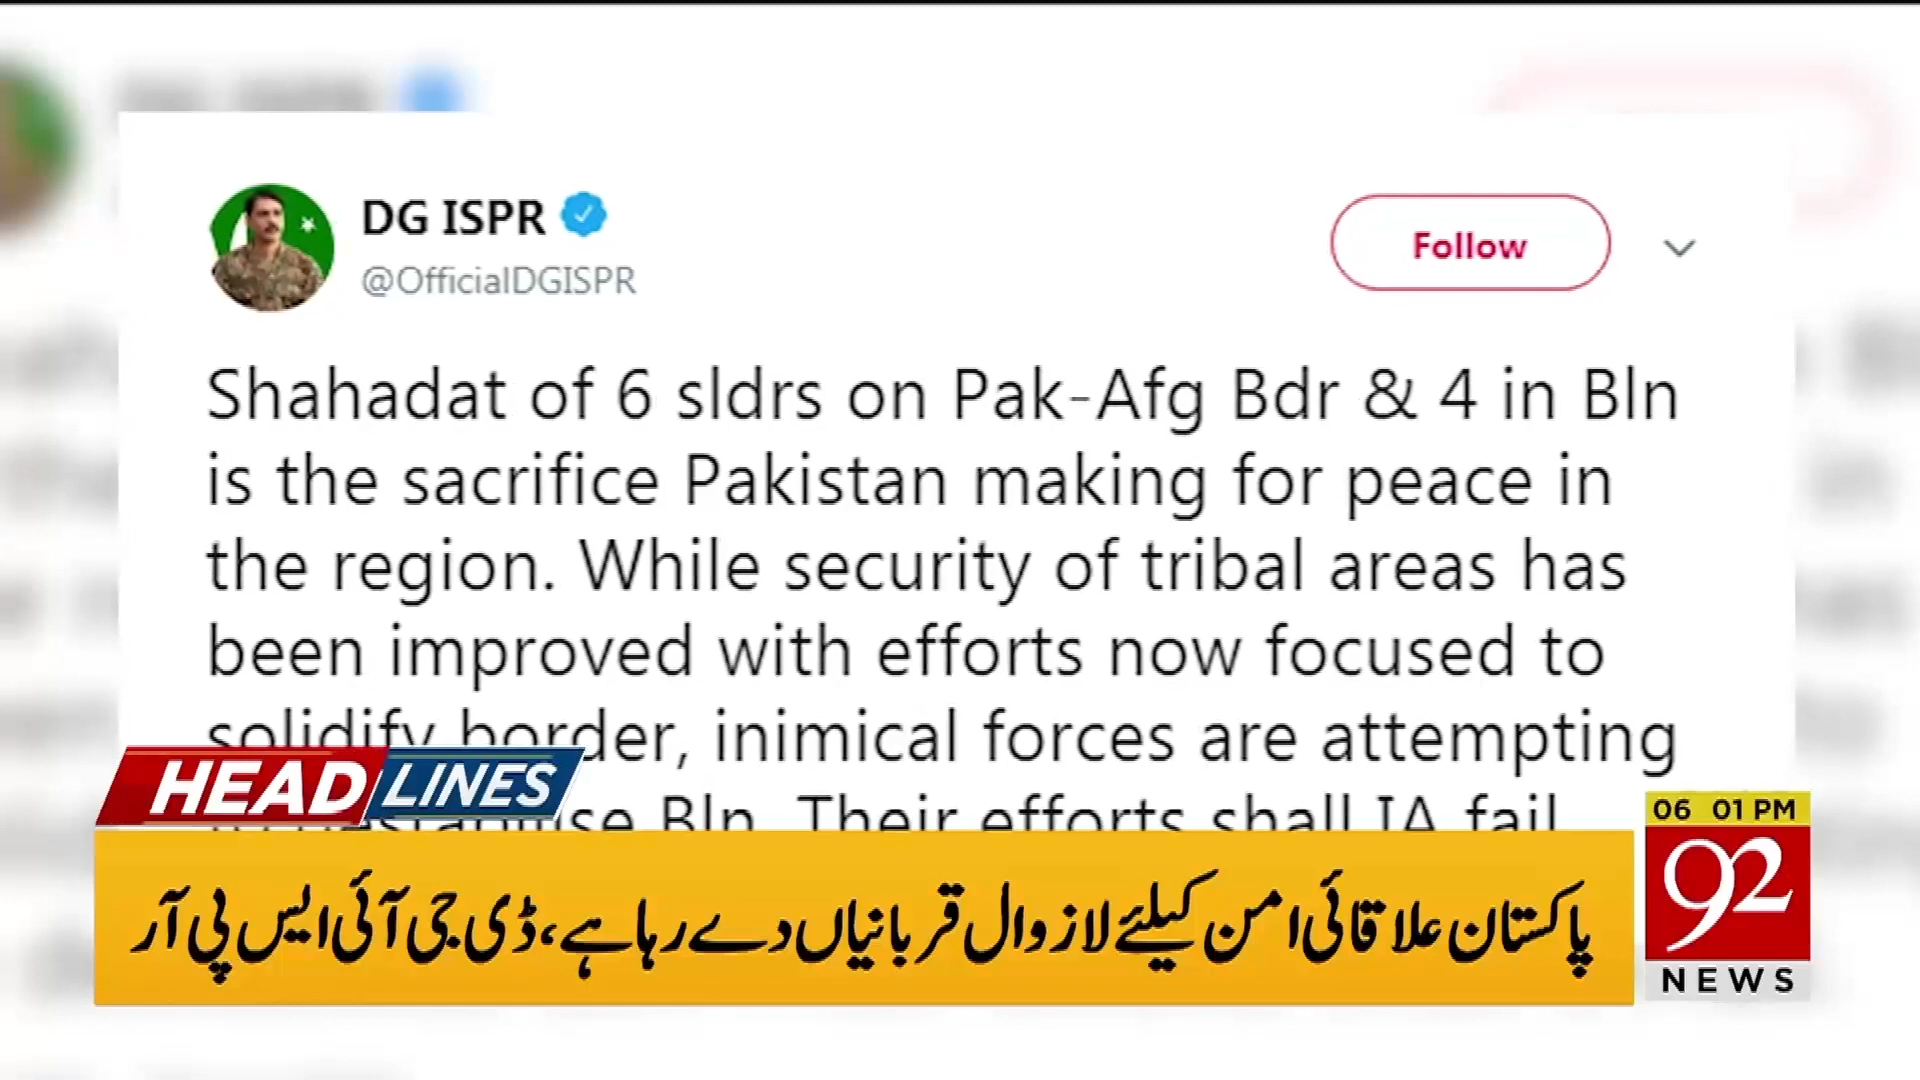 DG ISPR
@OfficialDGISPR
Follow
Shahadat of 6 sldrs on Pak-Afg Bdr & 4 in Bln
is the sacrifice Pakistan making for peace in
the region. While security of tribal areas has
been improved with efforts now focused to
solidify border, inimical forces are attempting
Bln. Their efforts shall IA fail
HEADLINES
06 01 PM
92
NEWS
پاکستان علاقائی امن کیلئے لازوال قربانیاں دے رہا ہے، ڈی جی آئی ایس پی آر